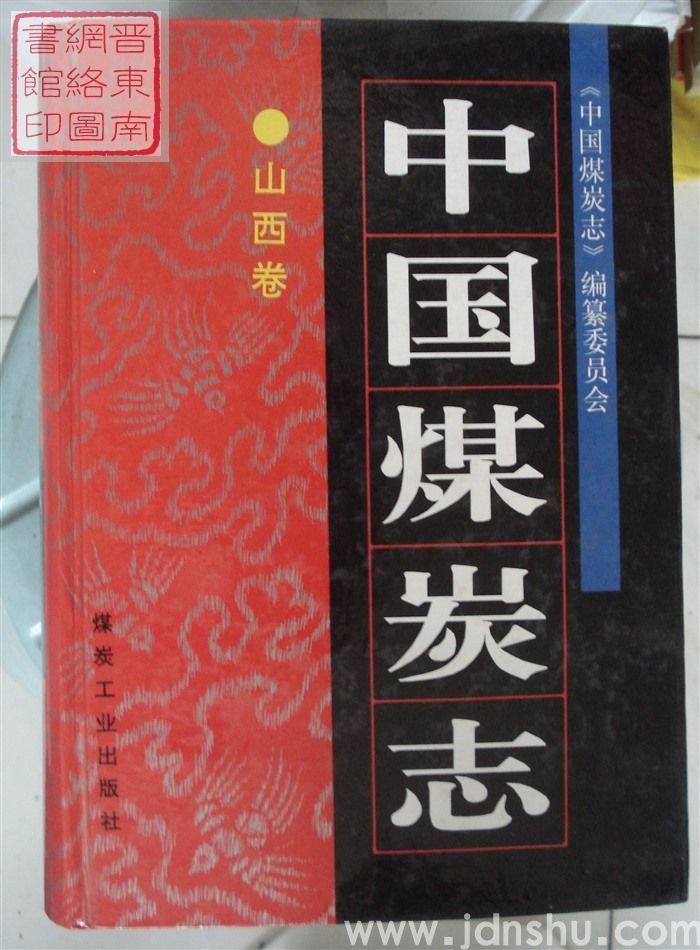 《中国煤炭志》编纂委员会
中国煤炭志
●山西卷
煤炭工业出版社
晋東南
網絡圖
書館印
www.jdnshu.com